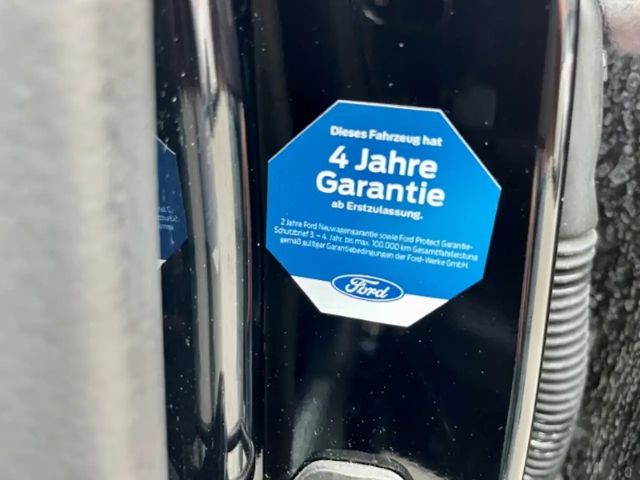 Dieses Fahrzeug hat
4 Jahre
Garantie
ab Erstzulassung.
2 Jahre Ford Neuwagengarantie sowie Ford Protect Garantie-
Schutzbrief 3. – 4. Jahr, bis max. 100.000 km Gesamtfahrleistung
gemäß gültiger Garantiebedingungen der Ford-Werke GmbH.
Ford